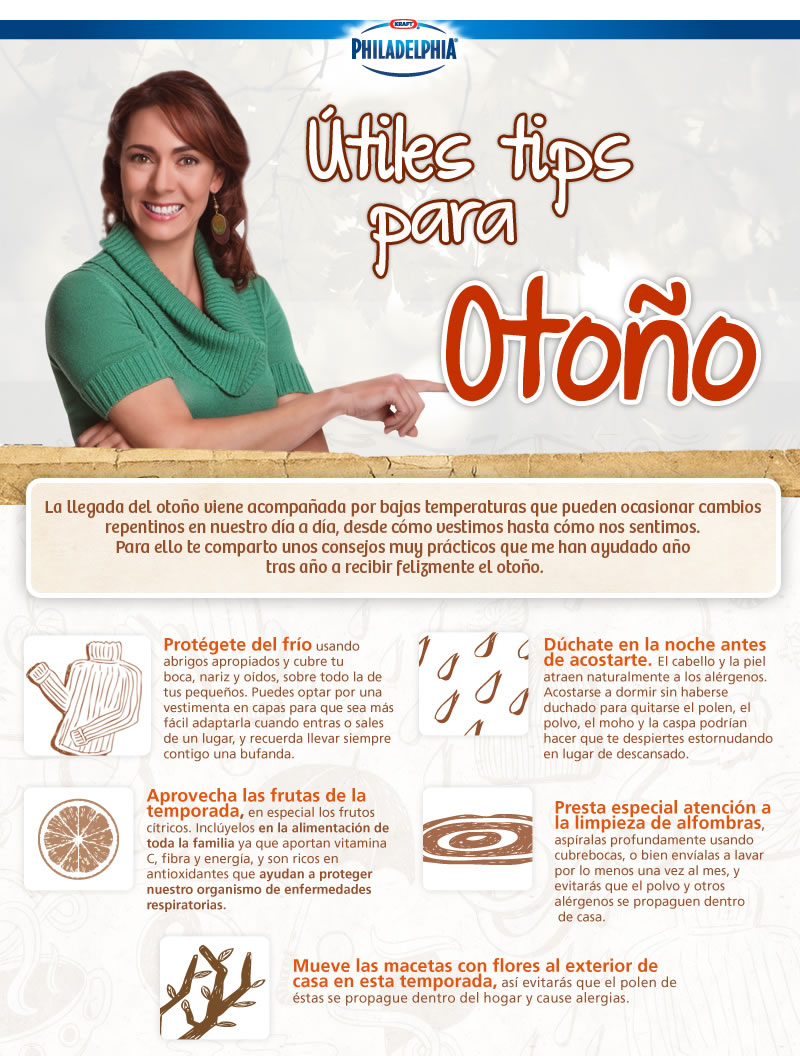 KRAFT
PHILADELPHIA
Útiles tips
para
Otoño
La llegada del otoño viene acompañada por bajas temperaturas que pueden ocasionar cambios
repentinos en nuestro día a día, desde cómo vestimos hasta cómo nos sentimos.
Para ello te comparto unos consejos muy prácticos que me han ayudado año
tras año a recibir felizmente el otoño.
Protégete del frío usando
abrigos apropiados y cubre tu
boca, nariz y oídos, sobre todo la de
tus pequeños. Puedes optar por una
vestimenta en capas para que sea más
fácil adaptarla cuando entras o sales
de un lugar, y recuerda llevar siempre
contigo una bufanda.
Dúchate en la noche antes
de acostarte. El cabello y la piel
atraen naturalmente a los alérgenos.
Acostarse a dormir sin haberse
duchado para quitarse el polen, el
polvo, el moho y la caspa podrían
hacer que te despiertes estornudando
en lugar de descansado.
Aprovecha las frutas de la
temporada, en especial los frutos
cítricos. Inclúyelos en la alimentación de
toda la familia ya que aportan vitamina
C, fibra y energía, y son ricos en
antioxidantes que ayudan a proteger
nuestro organismo de enfermedades
respiratorias.
Presta especial atención a
la limpieza de alfombras,
aspíralas profundamente usando
cubrebocas, o bien envíalas a lavar
por lo menos una vez al mes, y
evitarás que el polvo y otros
alérgenos se propaguen dentro
de casa.
Mueve las macetas con flores al exterior de
casa en esta temporada, así evitarás que el polen de
éstas se propague dentro del hogar y cause alergias.